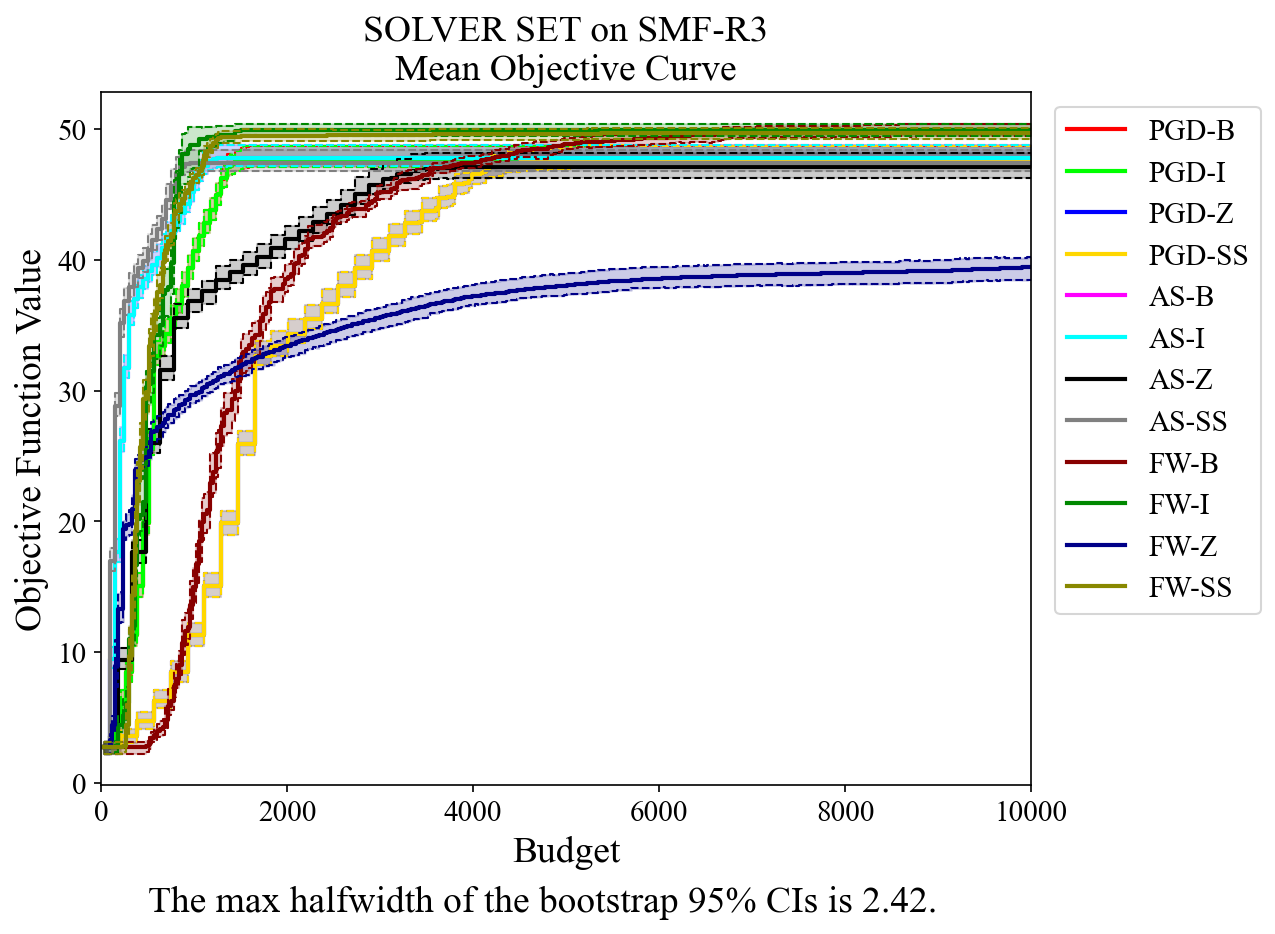 SOLVER SET on SMF-R3
Mean Objective Curve
Objective Function Value
50
40
30
20
10
0
0 2000 4000 6000 8000 10000
Budget
The max halfwidth of the bootstrap 95% CIs is 2.42.
PGD-B
PGD-I
PGD-Z
PGD-SS
AS-B
AS-I
AS-Z
AS-SS
FW-B
FW-I
FW-Z
FW-SS